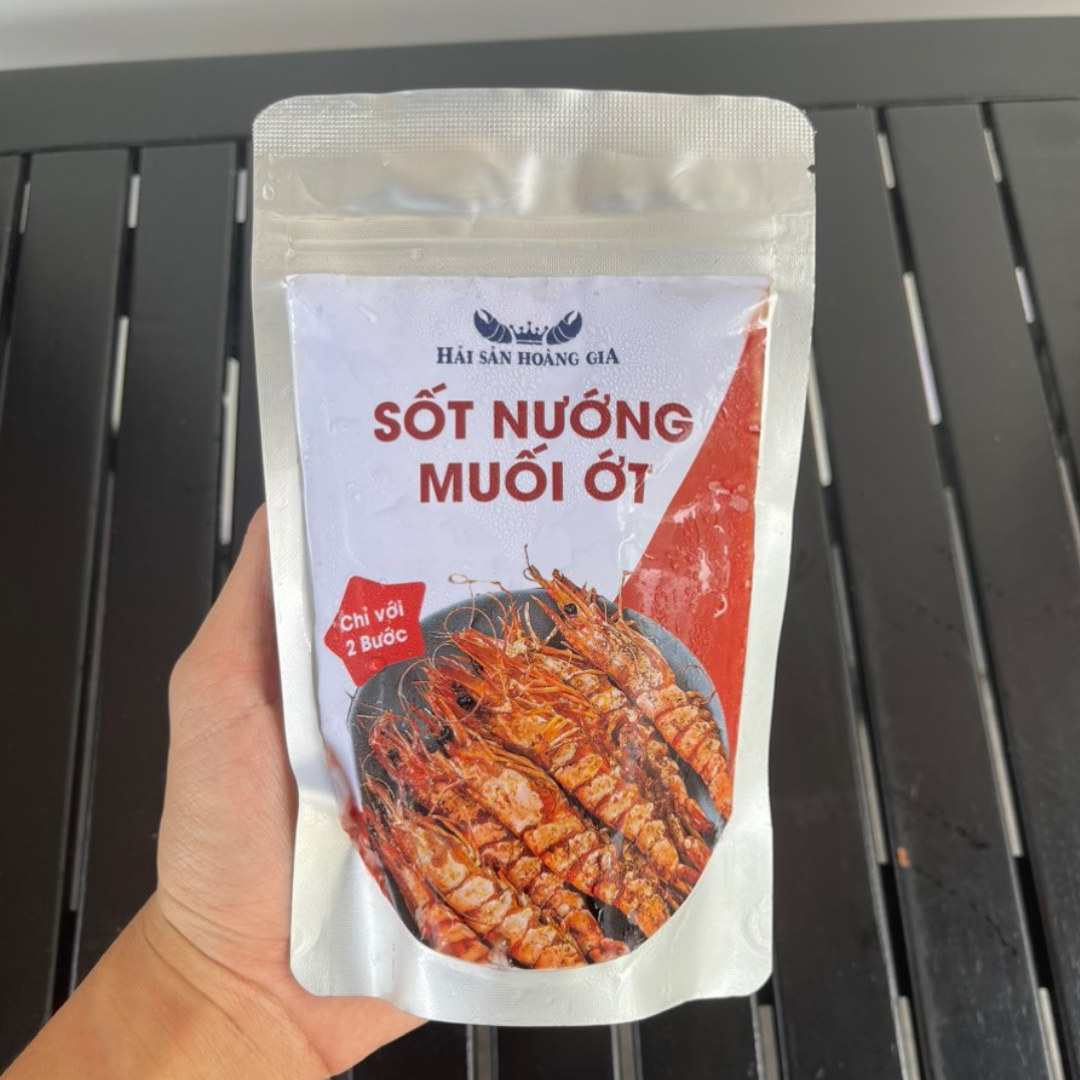 HẢI SẢN HOÀNG GIA
SỐT NƯỚNG
MUỐI ỚT
Chỉ với
2 Bước